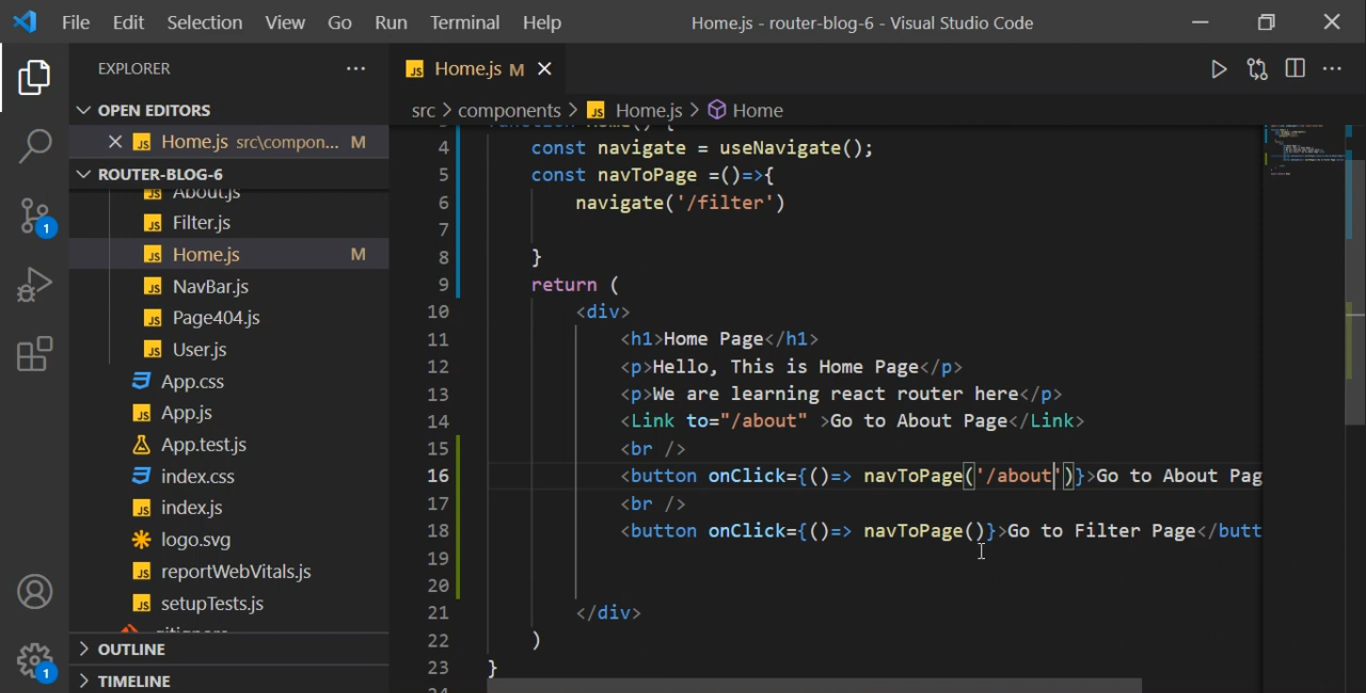 File Edit Selection View Go Run Terminal Help Home.js - router-blog-6 - Visual Studio Code
EXPLORER
OPEN EDITORS
Home.js src\compon... M
ROUTER-BLOG-6
About.js
Filter.js
Home.js M
NavBar.js
Page404.js
User.js
App.css
App.js
App.test.js
index.css
index.js
logo.svg
reportWebVitals.js
setupTests.js
.gitignore
OUTLINE
TIMELINE
1
1
Home.js M
src > components > Home.js > Home
3 function Home() {
4 const navigate = useNavigate();
5 const navToPage =()=>{
6 navigate('/filter')
7
8 }
9 return (
10 <div>
11 <h1>Home Page</h1>
12 <p>Hello, This is Home Page</p>
13 <p>We are learning react router here</p>
14 <Link to="/about" >Go to About Page</Link>
15 <br />
16 <button onClick={()=> navToPage('/about')}>Go to About Pag
17 <br />
18 <button onClick={()=> navToPage()}>Go to Filter Page</butt
19
20
21 </div>
22 )
23 }
24